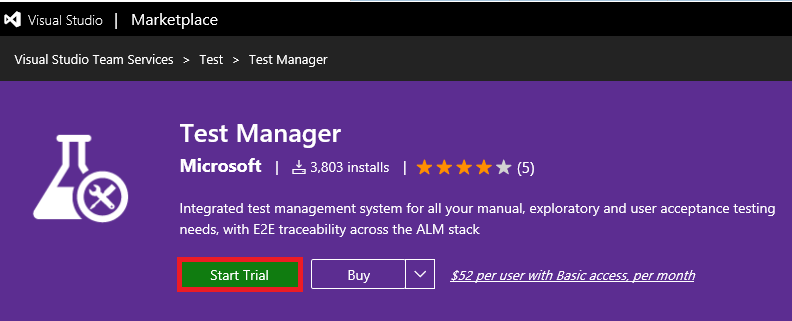 Visual Studio | Marketplace
Visual Studio Team Services > Test > Test Manager
Test Manager
Microsoft | 3,803 installs | (5)
Integrated test management system for all your manual, exploratory and user acceptance testing
needs, with E2E traceability across the ALM stack
Start Trial Buy $52 per user with Basic access, per month